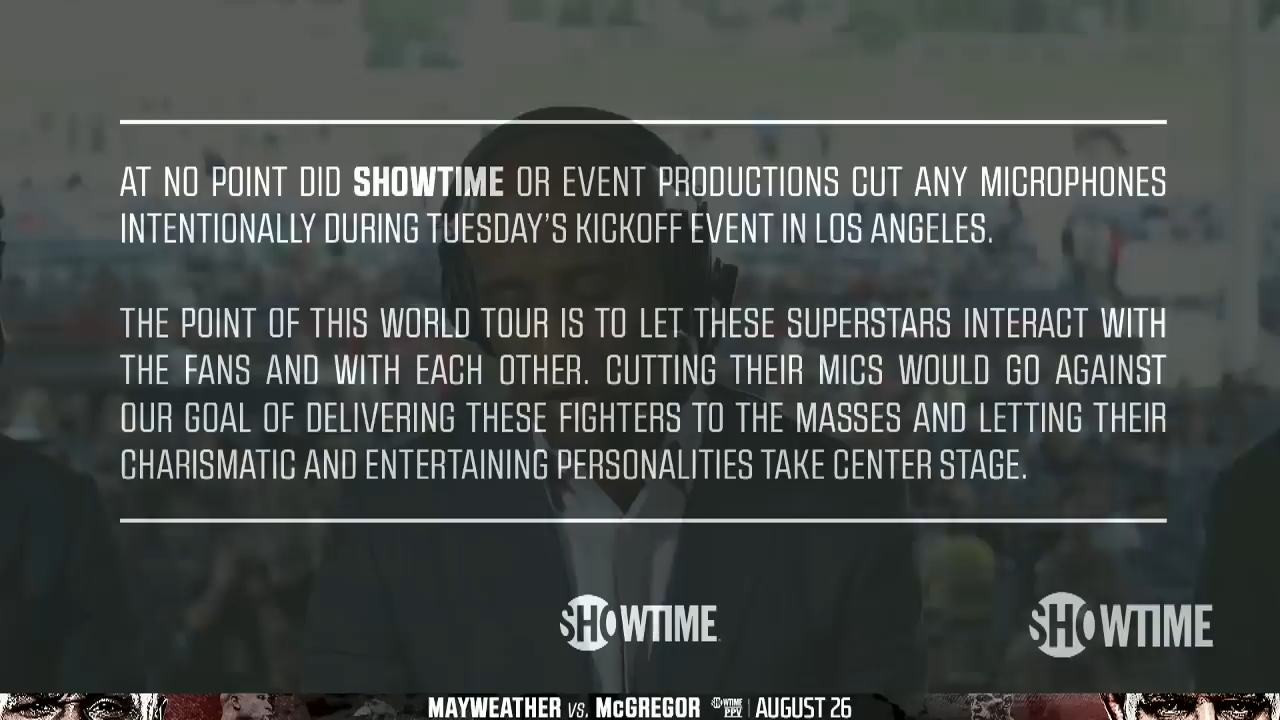 AT NO POINT DID SHOWTIME OR EVENT PRODUCTIONS CUT ANY MICROPHONES
INTENTIONALLY DURING TUESDAY'S KICKOFF EVENT IN LOS ANGELES.
THE POINT OF THIS WORLD TOUR IS TO LET THESE SUPERSTARS INTERACT WITH
THE FANS AND WITH EACH OTHER. CUTTING THEIR MICS WOULD GO AGAINST
OUR GOAL OF DELIVERING THESE FIGHTERS TO THE MASSES AND LETTING THEIR
CHARISMATIC AND ENTERTAINING PERSONALITIES TAKE CENTER STAGE.
SHOWTIME
SHOWTIME
MAYWEATHER VS. McGREGOR SHOWTIME PPV | AUGUST 26